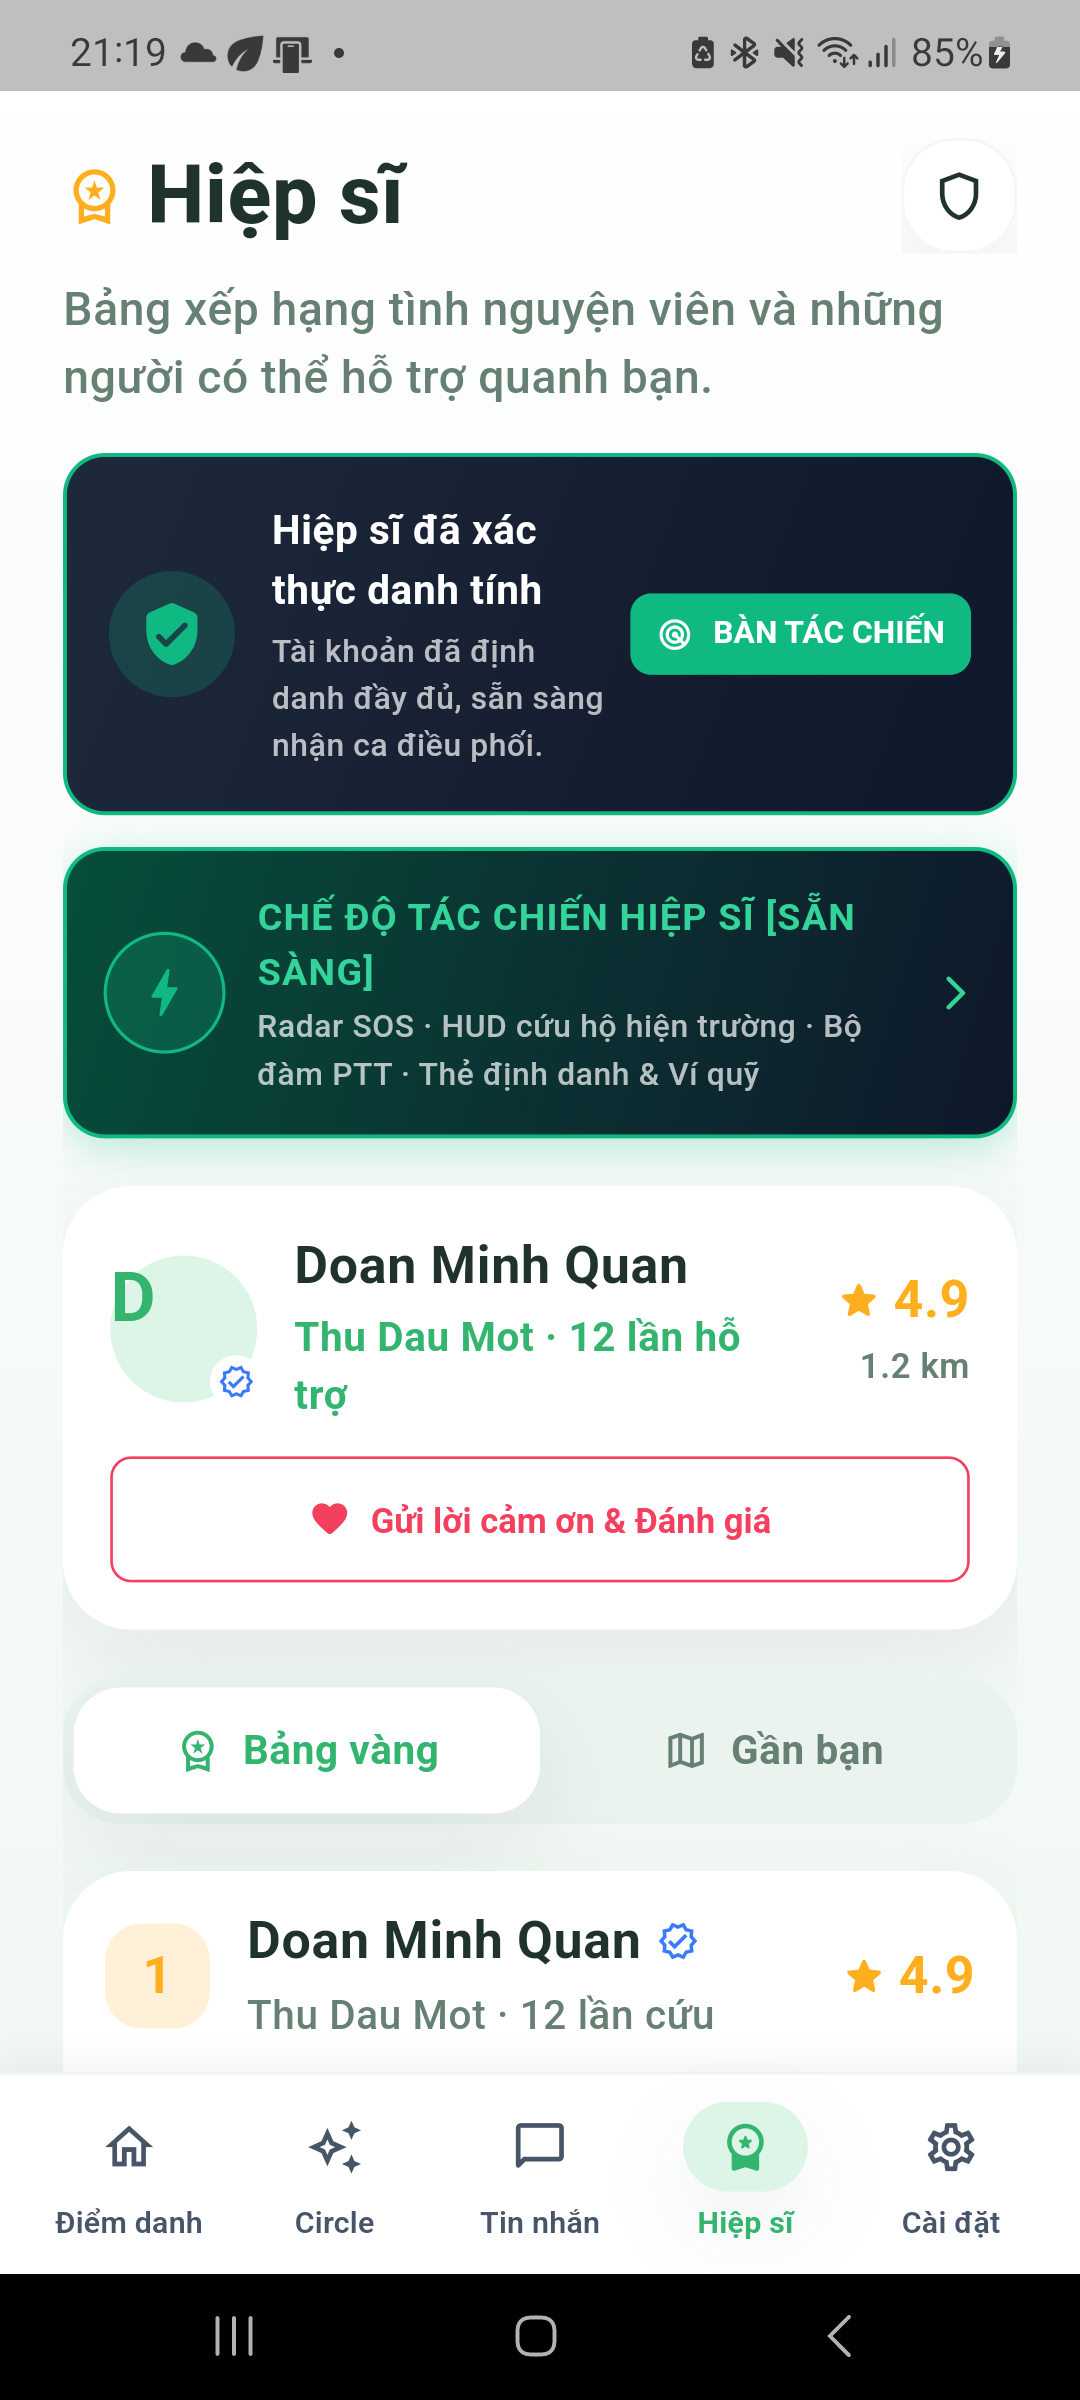 21:19
85%
Hiệp sĩ
Bảng xếp hạng tình nguyện viên và những
người có thể hỗ trợ quanh bạn.
Hiệp sĩ đã xác
thực danh tính
Tài khoản đã định
danh đầy đủ, sẵn sàng
nhận ca điều phối.
BÀN TÁC CHIẾN
CHẾ ĐỘ TÁC CHIẾN HIỆP SĨ [SẴN
SÀNG]
Radar SOS · HUD cứu hộ hiện trường · Bộ
đàm PTT · Thẻ định danh & Ví quỹ
D
Doan Minh Quan
Thu Dau Mot · 12 lần hỗ
trợ
4.9
1.2 km
Gửi lời cảm ơn & Đánh giá
Bảng vàng
Gần bạn
1
Doan Minh Quan
Thu Dau Mot · 12 lần cứu
4.9
Điểm danh
Circle
Tin nhắn
Hiệp sĩ
Cài đặt